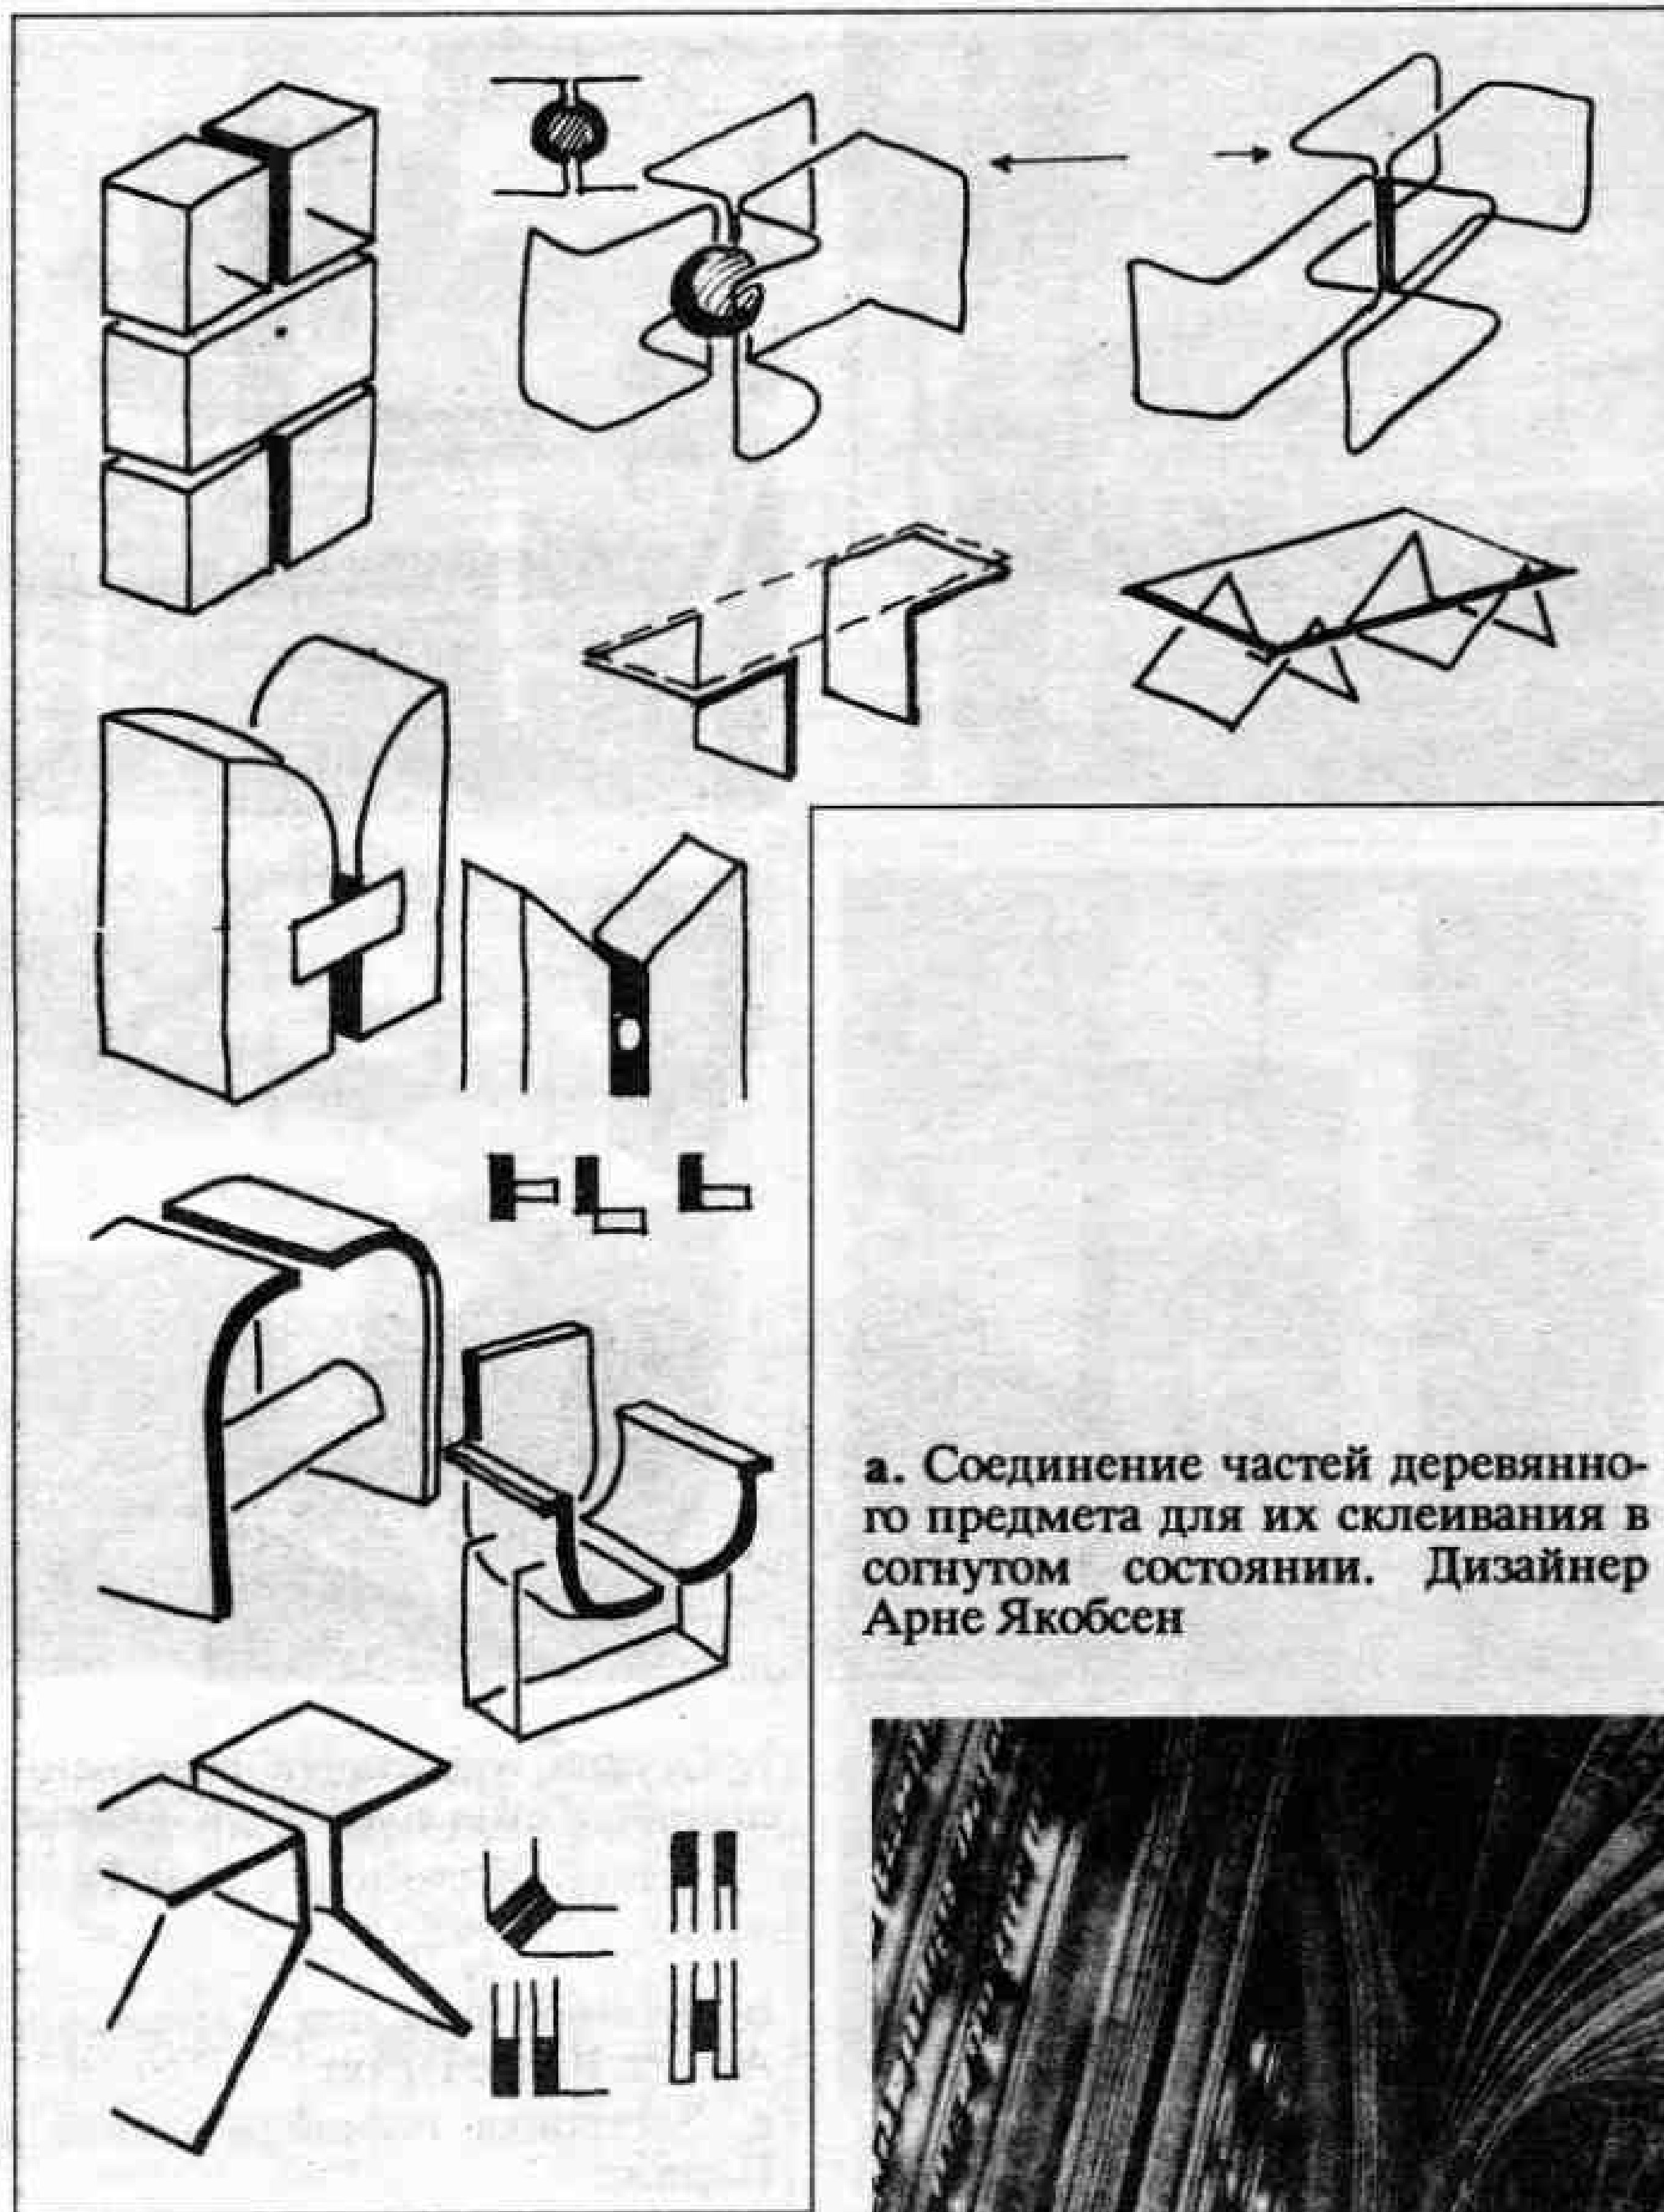 а. Соединение частей деревянно-
го предмета для их склеивания в
согнутом состоянии. Дизайнер
Арне Якобсен